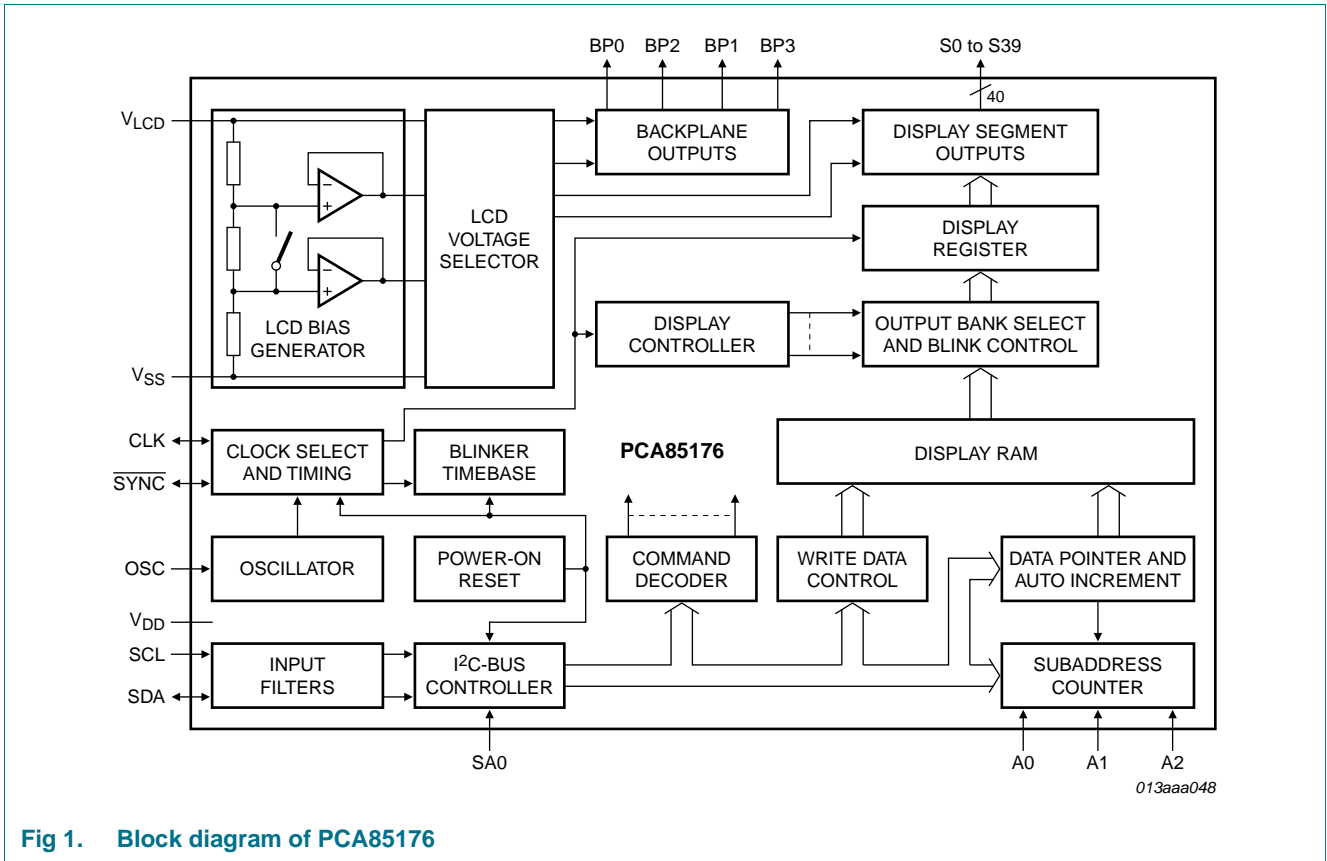 BP0 BP2 BP1 BP3 S0 to S39
40
VLCD
BACKPLANE
OUTPUTS
DISPLAY SEGMENT
OUTPUTS
LCD
VOLTAGE
SELECTOR
DISPLAY
REGISTER
LCD BIAS
GENERATOR
DISPLAY
CONTROLLER
OUTPUT BANK SELECT
AND BLINK CONTROL
VSS
CLK
SYNC
CLOCK SELECT
AND TIMING
BLINKER
TIMEBASE
PCA85176
DISPLAY RAM
OSC
OSCILLATOR
POWER-ON
RESET
COMMAND
DECODER
WRITE DATA
CONTROL
DATA POINTER AND
AUTO INCREMENT
VDD
SCL
SDA
INPUT
FILTERS
I2C-BUS
CONTROLLER
SUBADDRESS
COUNTER
SA0 A0 A1 A2
013aaa048
Fig 1. Block diagram of PCA85176
- +
- +